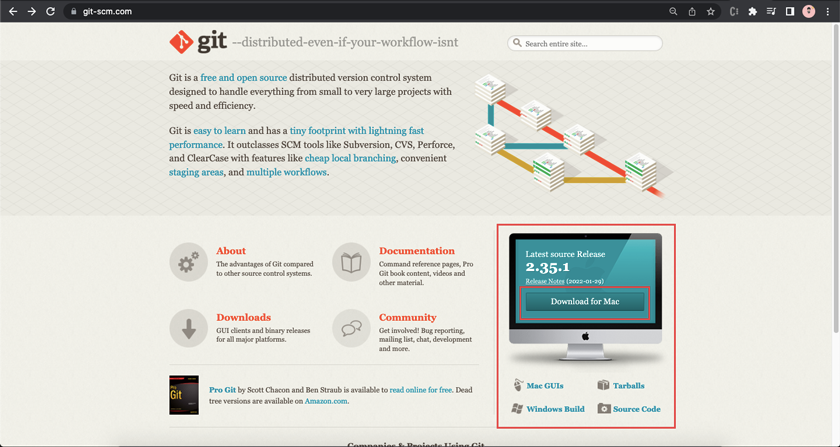 git-scm.com
git --distributed-even-if-your-workflow-isnt
Search entire site...
Git is a free and open source distributed version control system
designed to handle everything from small to very large projects with
speed and efficiency.
Git is easy to learn and has a tiny footprint with lightning fast
performance. It outclasses SCM tools like Subversion, CVS, Perforce,
and ClearCase with features like cheap local branching, convenient
staging areas, and multiple workflows.
About
The advantages of Git compared
to other source control systems.
Documentation
Command reference pages, Pro
Git book content, videos and
other material.
Downloads
GUI clients and binary releases
for all major platforms.
Community
Get involved! Bug reporting,
mailing list, chat, development
and more.
Pro
Git
Pro Git by Scott Chacon and Ben Straub is available to read online for free. Dead
tree versions are available on Amazon.com.
Latest source Release
2.35.1
Release Notes (2022-01-29)
Download for Mac
Mac GUIs
Tarballs
Windows Build
Source Code
Companies & Projects Using Git